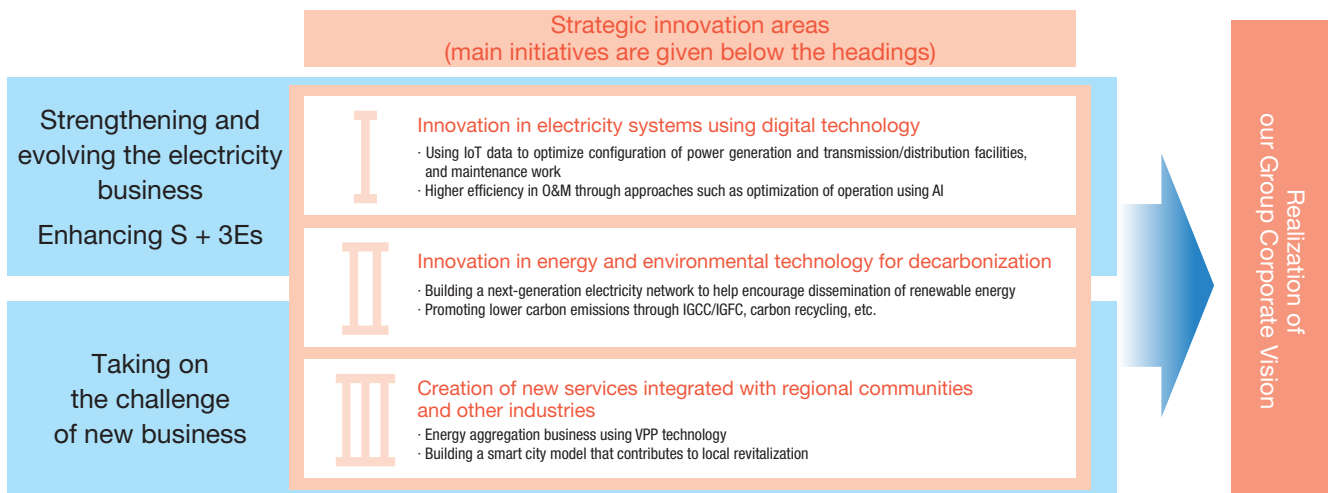 Strategic innovation areas
(main initiatives are given below the headings)
Strengthening and
evolving the electricity
business
Enhancing S + 3Es
Taking on
the challenge
of new business
I
Innovation in electricity systems using digital technology
· Using IoT data to optimize configuration of power generation and transmission/distribution facilities,
and maintenance work
· Higher efficiency in O&M through approaches such as optimization of operation using AI
II
Innovation in energy and environmental technology for decarbonization
· Building a next-generation electricity network to help encourage dissemination of renewable energy
· Promoting lower carbon emissions through IGCC/IGFC, carbon recycling, etc.
III
Creation of new services integrated with regional communities
and other industries
· Energy aggregation business using VPP technology
· Building a smart city model that contributes to local revitalization
Realization of
our Group Corporate Vision